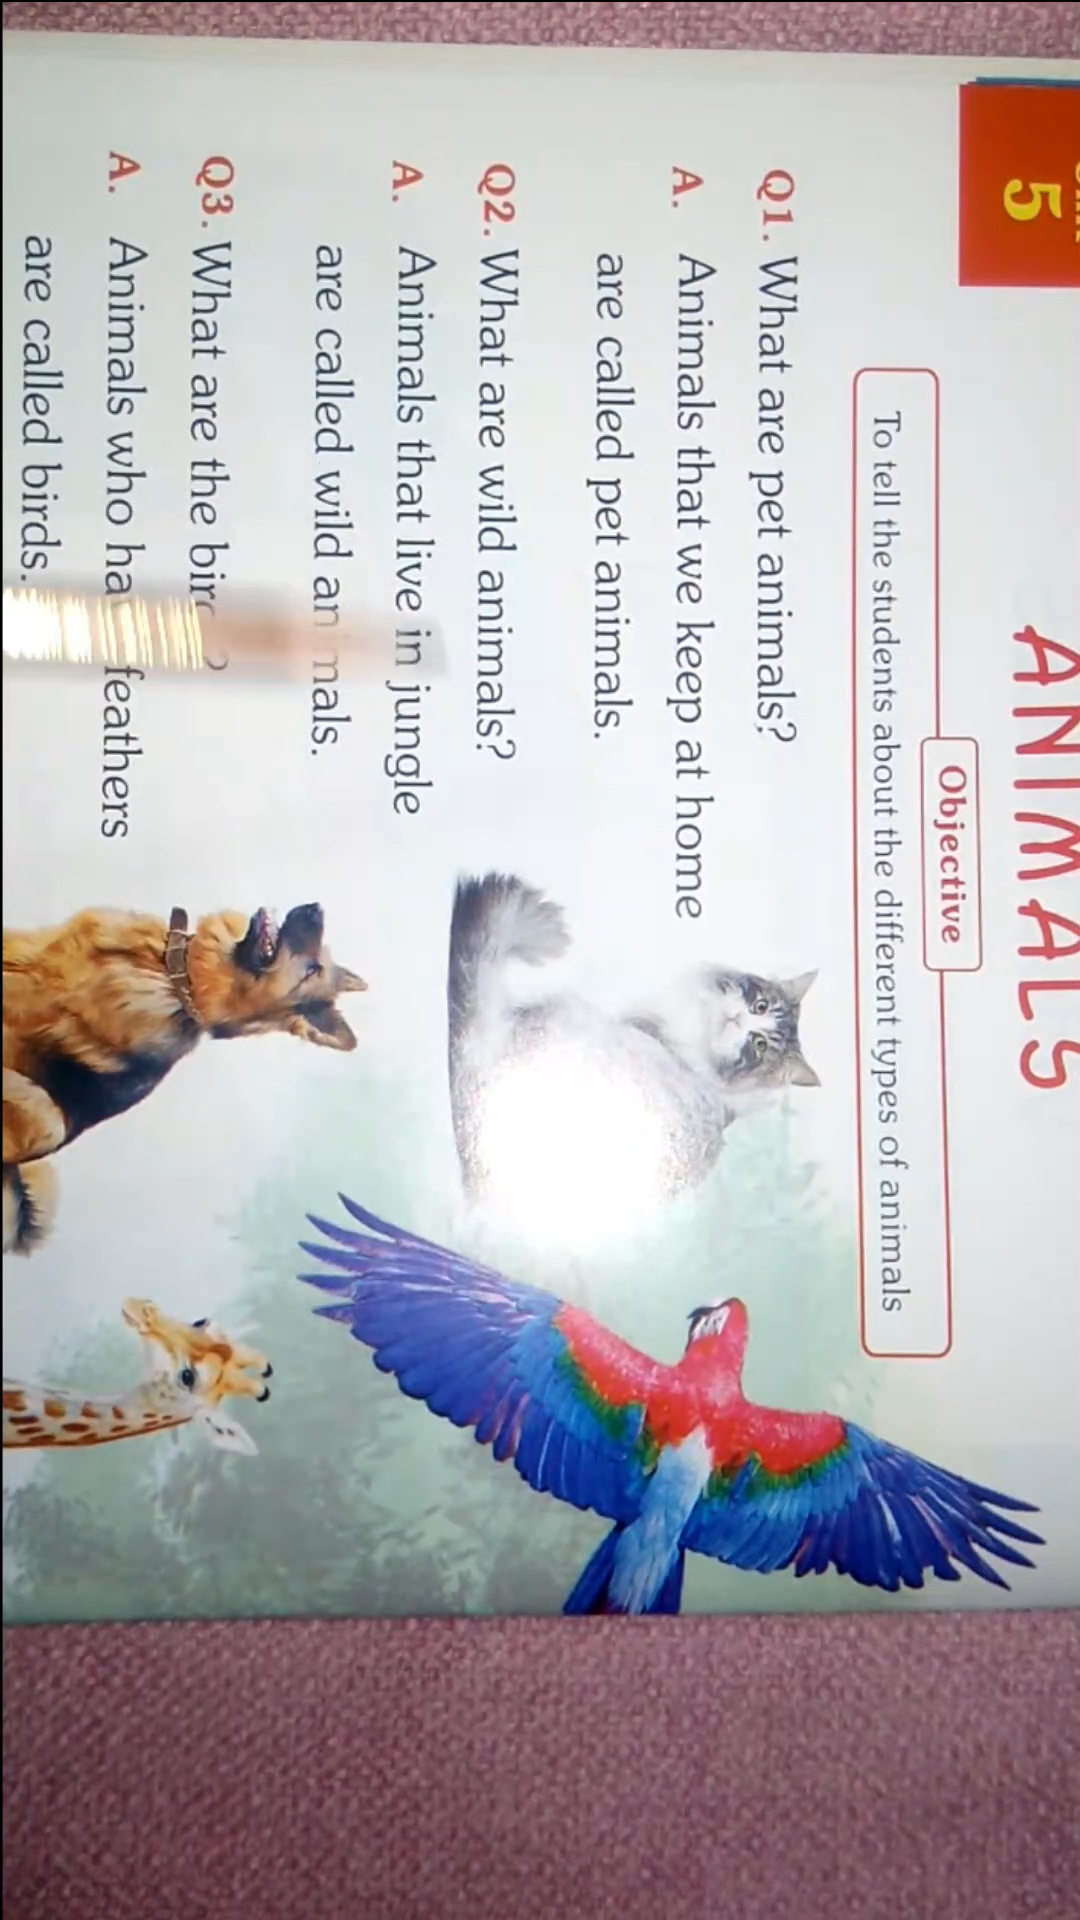 5
ANIMALS
Objective
To tell the students about the different types of animals
Q1. What are pet animals?
A. Animals that we keep at home
are called pet animals.
Q2. What are wild animals?
A. Animals that live in jungle
are called wild animals.
Q3. What are the
A. Animals who feathers
are called birds.